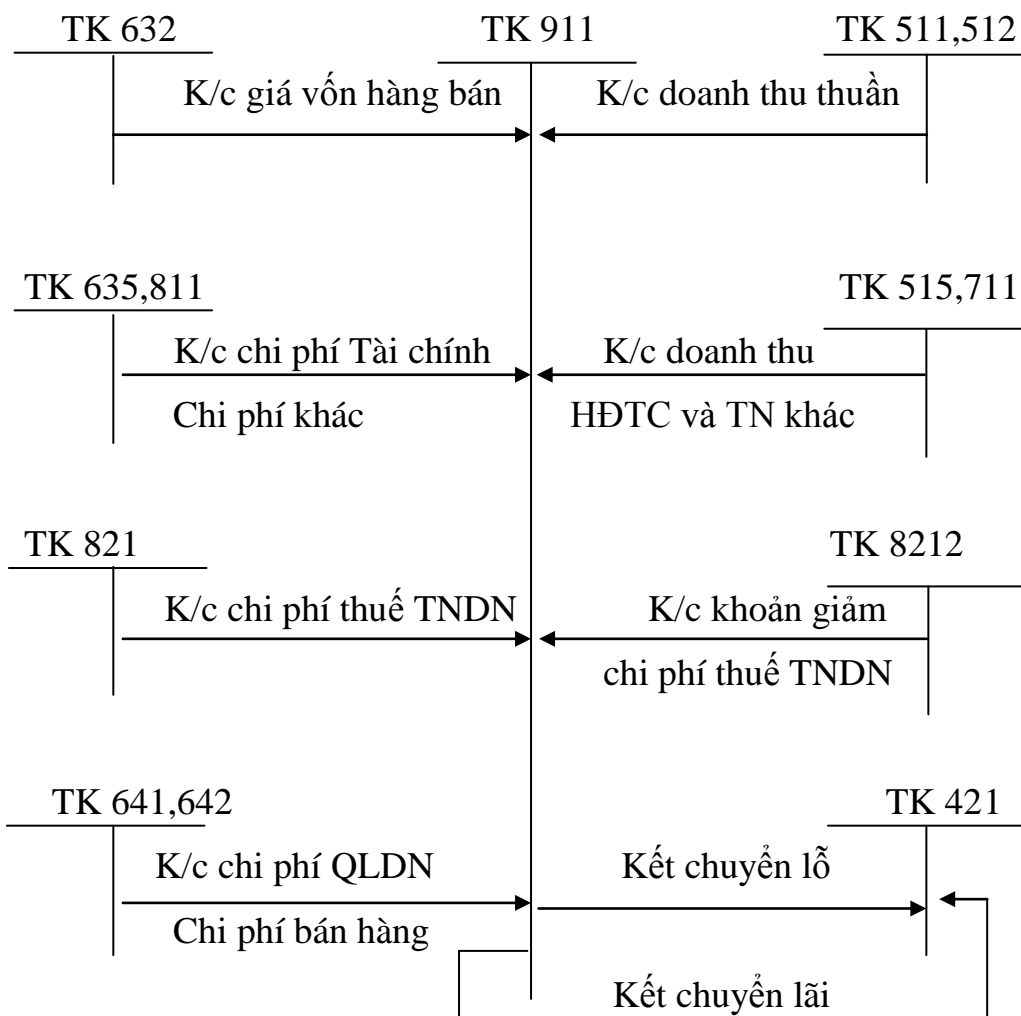 TK 632
TK 911
TK 511,512
K/c giá vốn hàng bán
K/c doanh thu thuần
TK 635,811
TK 515,711
K/c chi phí Tài chính
K/c doanh thu
Chi phí khác
HĐTC và TN khác
TK 821
TK 8212
K/c chi phí thuế TNDN
K/c khoản giảm
chi phí thuế TNDN
TK 641,642
TK 421
K/c chi phí QLDN
Kết chuyển lỗ
Chi phí bán hàng
Kết chuyển lãi